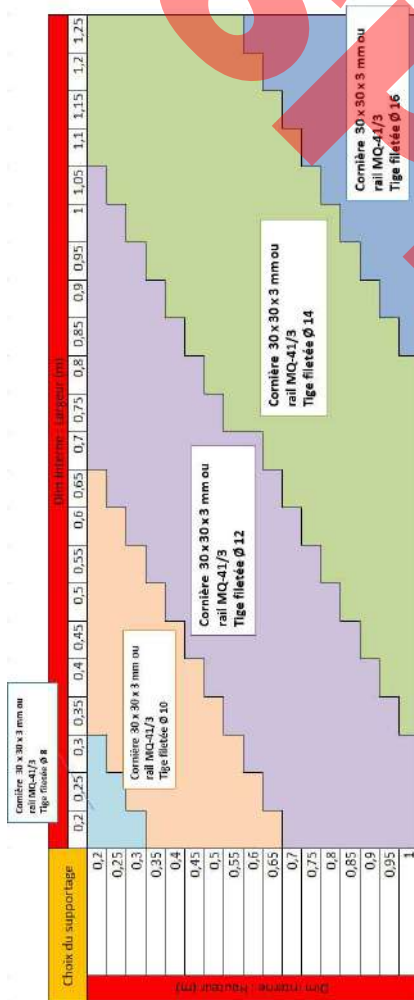 Choix du supportage
Dim interne : Largeur (m)
0,2 0,25 0,3 0,35 0,4 0,45 0,5 0,55 0,6 0,65 0,7 0,75 0,8 0,85 0,9 0,95 1 1,05 1,1 1,15 1,2 1,25
Dim interne : Hauteur (m)
0,2
0,25
0,3
0,35
0,4
0,45
0,5
0,55
0,6
0,65
0,7
0,75
0,8
0,85
0,9
0,95
1
Cornière 30 x 30 x 3 mm ou
rail MQ-41/3
Tige filetée Ø 8
Cornière 30 x 30 x 3 mm ou
rail MQ-41/3
Tige filetée Ø 10
Cornière 30 x 30 x 3 mm ou
rail MQ-41/3
Tige filetée Ø 12
Cornière 30 x 30 x 3 mm ou
rail MQ-41/3
Tige filetée Ø 14
Cornière 30 x 30 x 3 mm ou
rail MQ-41/3
Tige filetée Ø 16